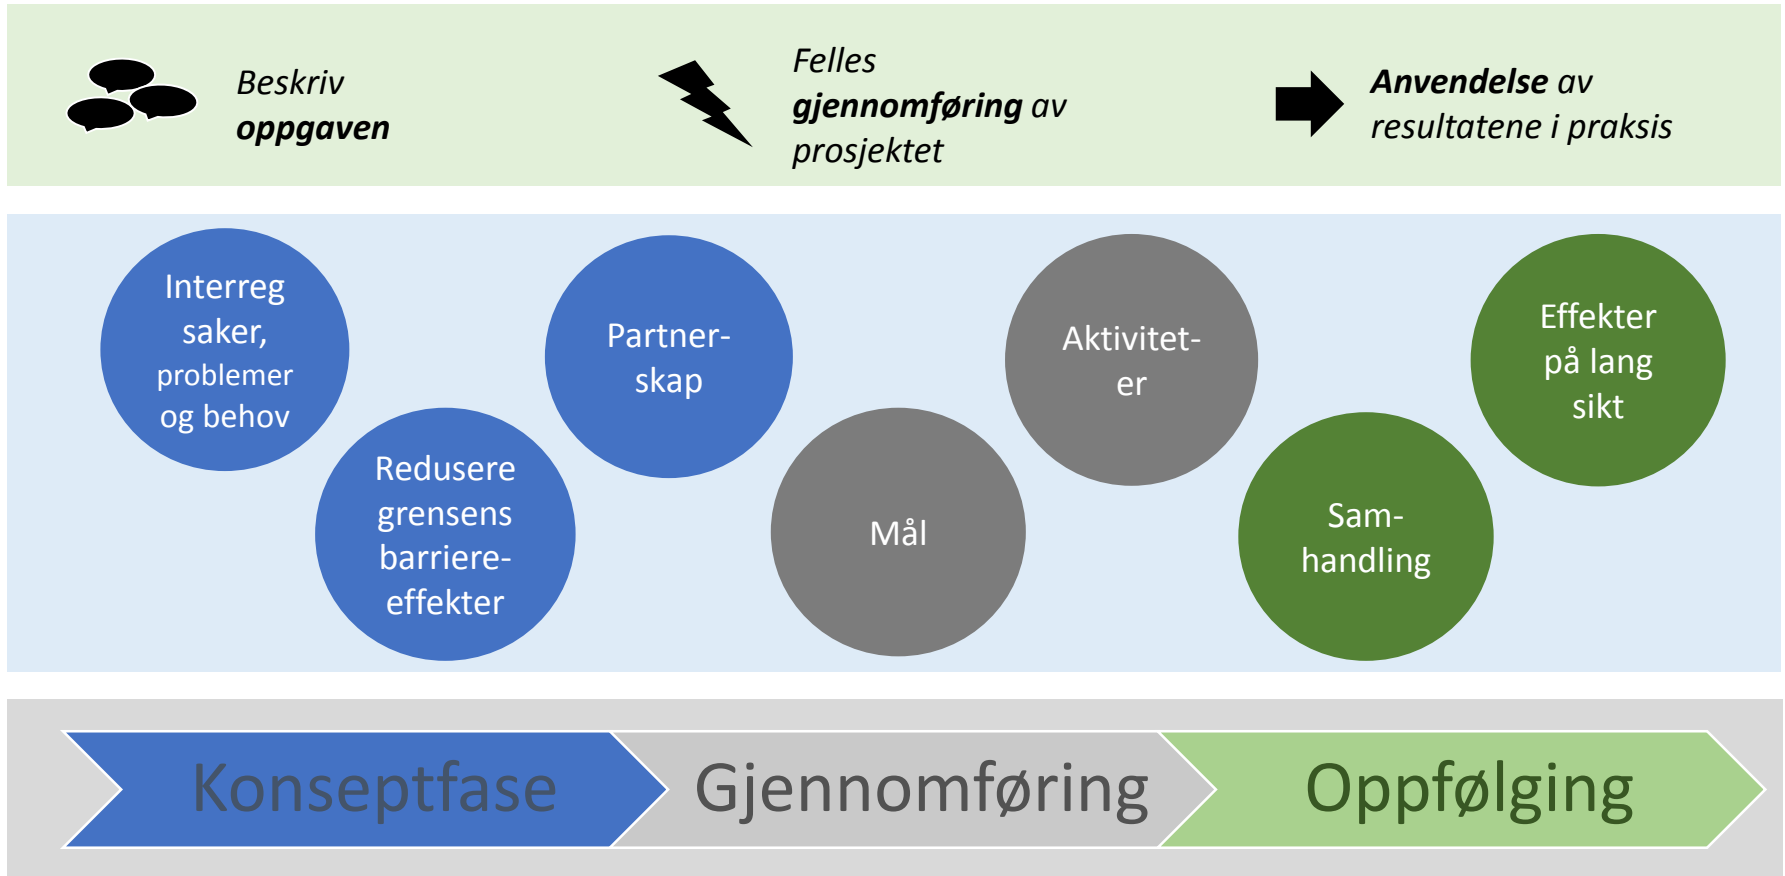 Beskriv
oppgaven
Felles
gjennomføring av
prosjektet
Anvendelse av
resultatene i praksis
Interreg
saker,
problemer
og behov
Redusere
grensens
barriere-
effekter
Partner-
skap
Mål
Aktivitet-
er
Sam-
handling
Effekter
på lang
sikt
Konseptfase
Gjennomføring
Oppfølging